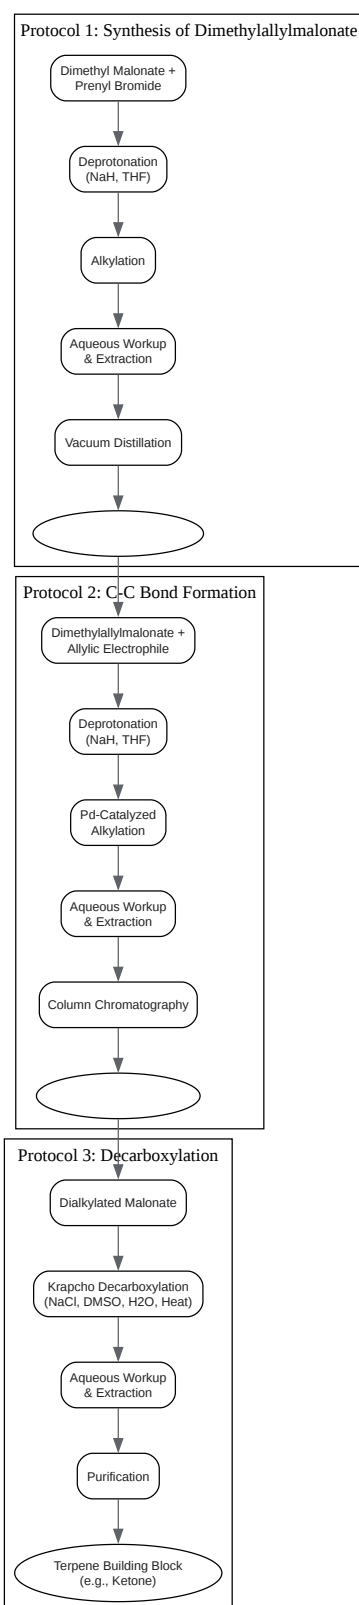 Protocol 1: Synthesis of Dimethylallylmalonate
Dimethyl Malonate +
Prenyl Bromide
Deprotonation
(NaH, THF)
Alkylation
Aqueous Workup
& Extraction
Vacuum Distillation
Protocol 2: C-C Bond Formation
Dimethylallylmalonate +
Allylic Electrophile
Deprotonation
(NaH, THF)
Pd-Catalyzed
Alkylation
Aqueous Workup
& Extraction
Column Chromatography
Protocol 3: Decarboxylation
Dialkylated Malonate
Krapcho Decarboxylation
(NaCl, DMSO, H2O, Heat)
Aqueous Workup
& Extraction
Purification
Terpene Building Block
(e.g., Ketone)